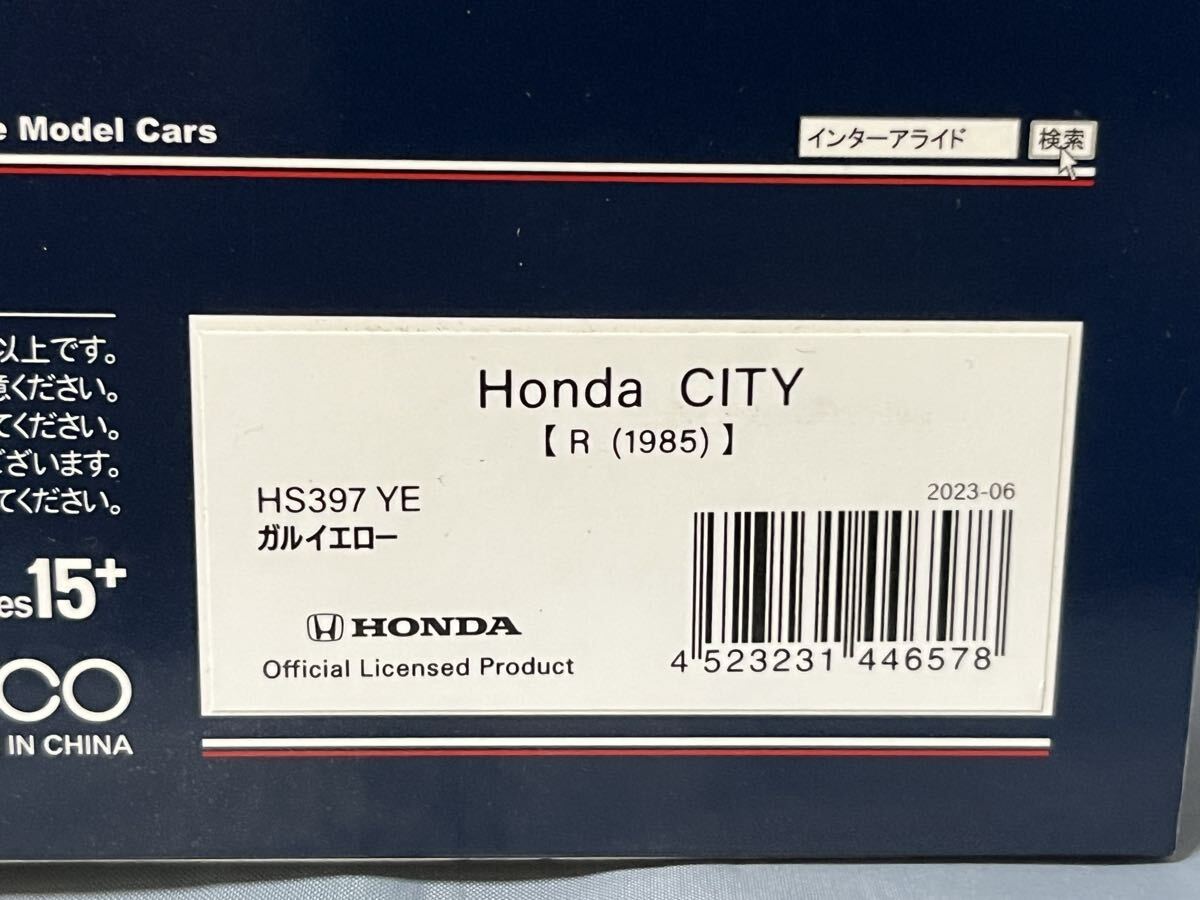 Model Cars
インターアライド 検索
以上です。
ください。
てください。
ございます。
てください。
15+
CO
IN CHINA
Honda CITY
【 R (1985) 】
HS397 YE
ガルイエロー
2023-06
HONDA
Official Licensed Product
4 523231 446578